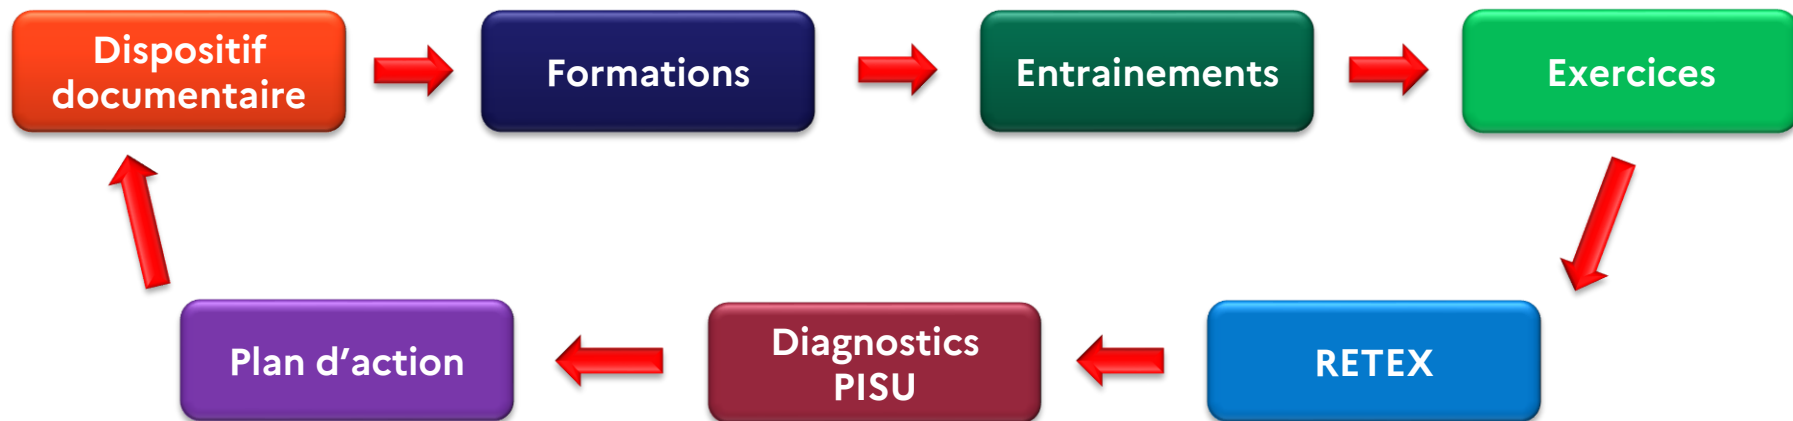 Dispositif
documentaire
Formations
Entrainements
Exercices
Plan d’action
Diagnostics
PISU
RETEX